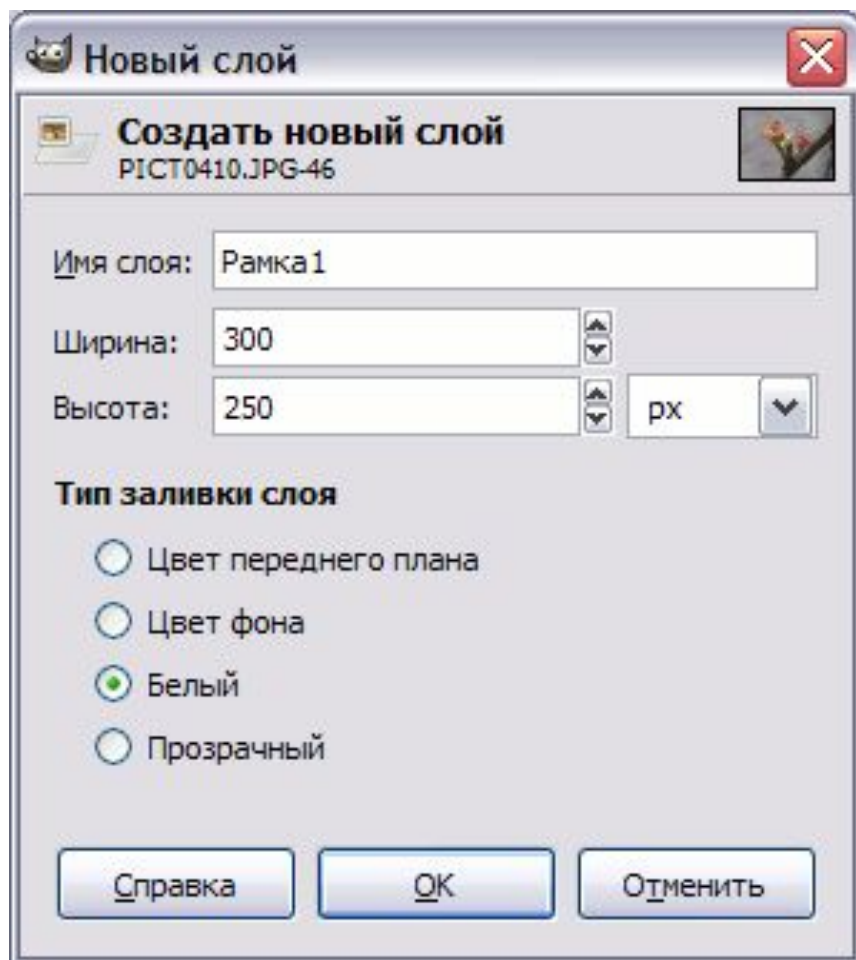 Новый слой
Создать новый слой
PICT0410.JPG-46
Имя слоя: Рамка1
Ширина: 300
Высота: 250 px
Тип заливки слоя
Цвет переднего плана
Цвет фона
Белый
Прозрачный
Справка OK Отменить